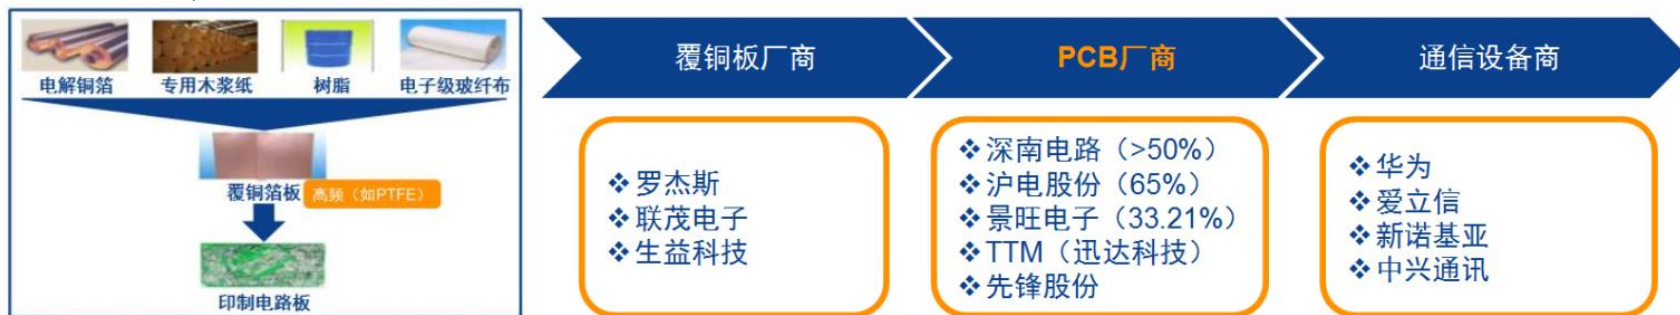 电解铜箔
专用木浆纸
树脂
电子级玻纤布
覆铜箔板
高频（如PTFE）
印制电路板
覆铜板厂商
PCB厂商
通信设备商
❖罗杰斯
❖联茂电子
❖生益科技
❖深南电路（>50%）
❖沪电股份（65%）
❖景旺电子（33.21%）
❖TTM（迅达科技）
❖先锋股份
❖华为
❖爱立信
❖新诺基亚
❖中兴通讯